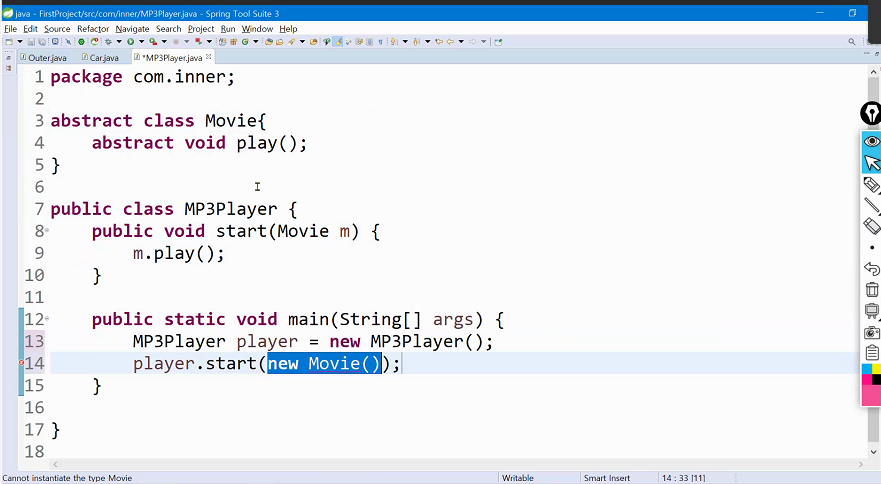 java - FirstProject/src/com/inner/MP3Player.java - Spring Tool Suite 3
File Edit Source Refactor Navigate Search Project Run Window Help
Outer.java Car.java *MP3Player.java
1 package com.inner;
2
3 abstract class Movie{
4 abstract void play();
5 }
6
7 public class MP3Player {
8 public void start(Movie m) {
9 m.play();
10 }
11
12 public static void main(String[] args) {
13 MP3Player player = new MP3Player();
14 player.start(new Movie());
15 }
16
17 }
18
Cannot instantiate the type Movie Writable Smart Insert 14 : 33 [11]